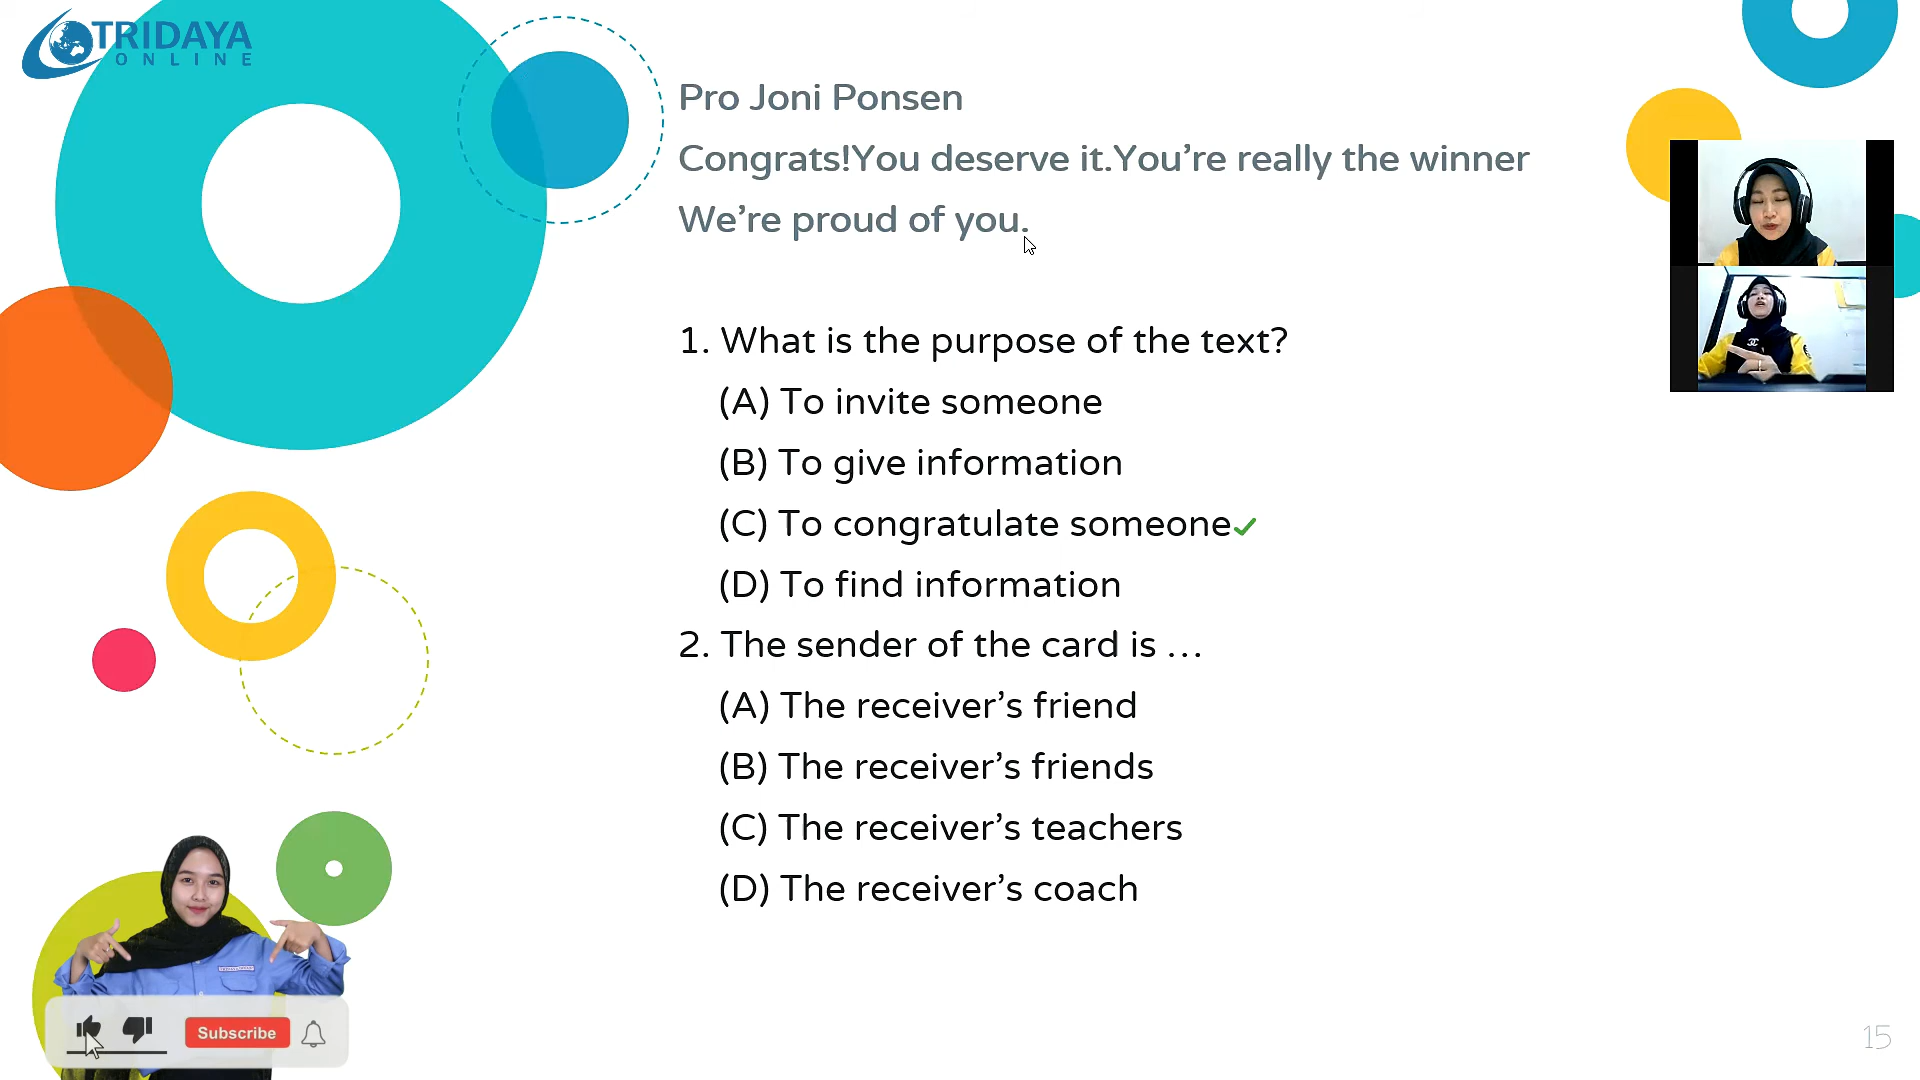 TRIDAYA
ONLINE
Pro Joni Ponsen
Congrats!You deserve it.You're really the winner
We're proud of you.
1. What is the purpose of the text?
(A) To invite someone
(B) To give information
(C) To congratulate someone
(D) To find information
2. The sender of the card is …
(A) The receiver's friend
(B) The receiver's friends
(C) The receiver's teachers
(D) The receiver's coach
Subscribe
15